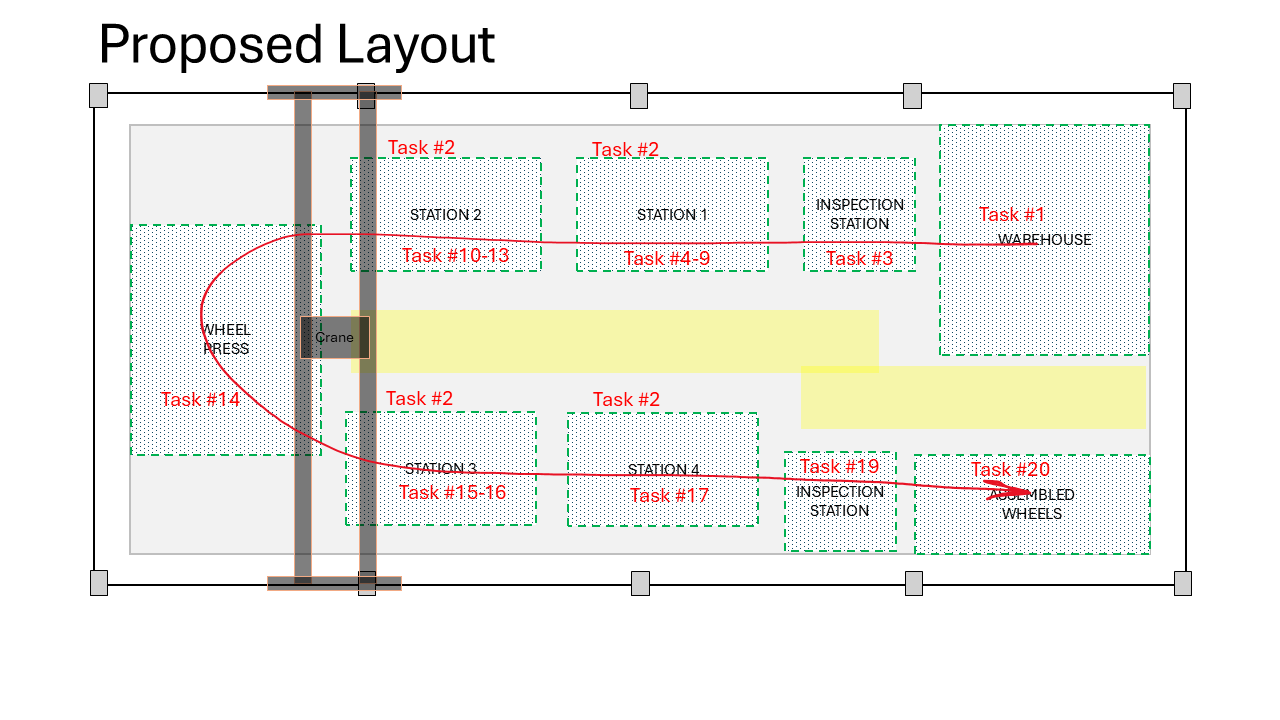 Proposed Layout
Task #2
Task #2
STATION 2
Task #10-13
STATION 1
Task #4-9
INSPECTION
STATION
Task #3
Task #1
WAREHOUSE
WHEEL
PRESS
Task #14
Crane
Task #2
Task #2
STATION 3
Task #15-16
STATION 4
Task #17
Task #19
INSPECTION
STATION
Task #20
ASSEMBLED
WHEELS